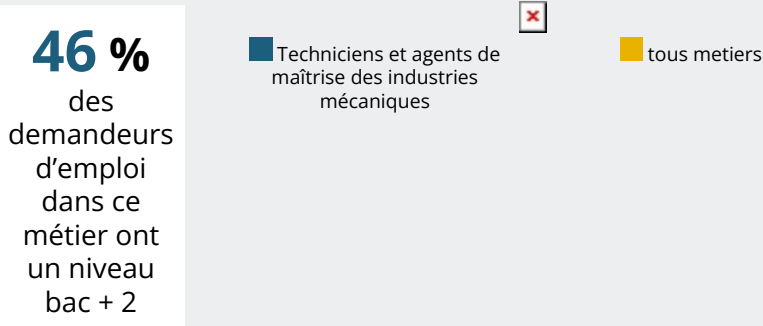 46 %
des
demandeurs
d’emploi
dans ce
métier ont
un niveau
bac + 2
Techniciens et agents de
maîtrise des industries
mécaniques
tous metiers